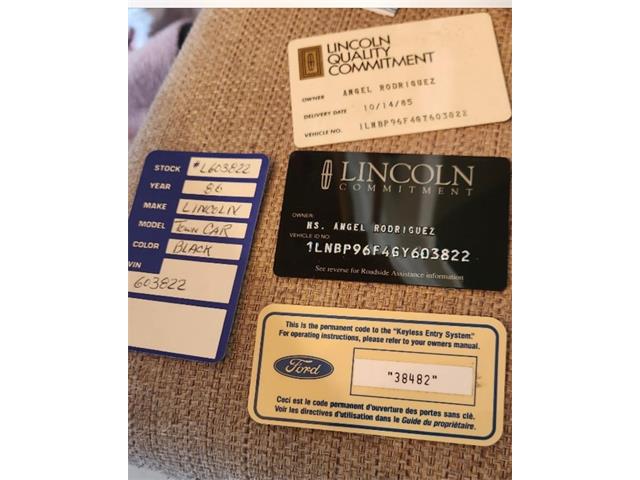 LINCOLN
QUALITY
COMMITMENT
OWNER ANGEL RODRIGUEZ
DELIVERY DATE 10/14/85
VEHICLE NO. 1LNBP96F4GY603822
LINCOLN
COMMITMENT
OWNER:
MS. ANGEL RODRIGUEZ
VEHICLE ID NO.
1LNBP96F4GY603822
See reverse for Roadside Assistance information
STOCK #L603822
YEAR 86
MAKE LINCOLN
MODEL TOWN CAR
COLOR BLACK
VIN
603822
This is the permanent code to the "Keyless Entry System."
For operating instructions, please refer to your owners manual.
Ford
"38482"
Ceci est le code permanent d'ouverture des portes sans clé.
Voir les directives d'utilisation dans le Guide du propriétaire.